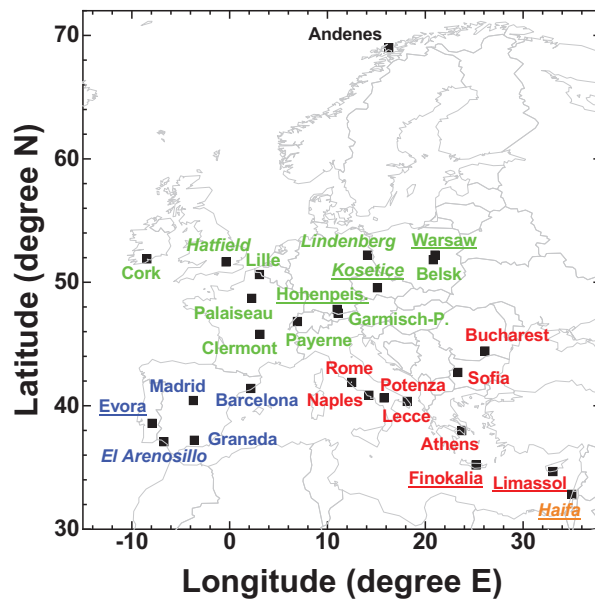 Andenes
70
60
50
40
30
Latitude (degree N)
Hatfield
Lindenberg
Warsaw
Cork
Lille
Kosetice
Belsk
Hohenpeis.
Palaiseau
Garmisch-P.
Clermont
Payerne
Bucharest
Rome
Madrid
Potenza
Sofia
Evora
Barcelona
Naples
Lecce
Granada
Athens
El Arenosillo
Finokalia
Limassol
Haifa
-10 0 10 20 30
Longitude (degree E)